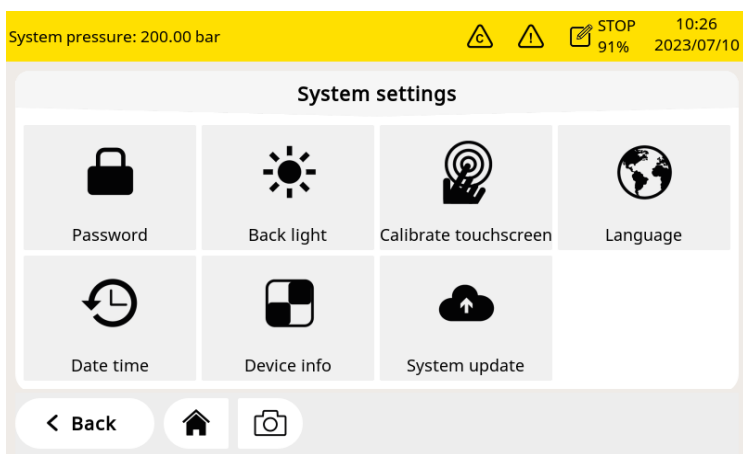 System pressure: 200.00 bar
C
!
STOP
91%
10:26
2023/07/10
System settings
Password
Back light
Calibrate touchscreen
Language
Date time
Device info
System update
Back